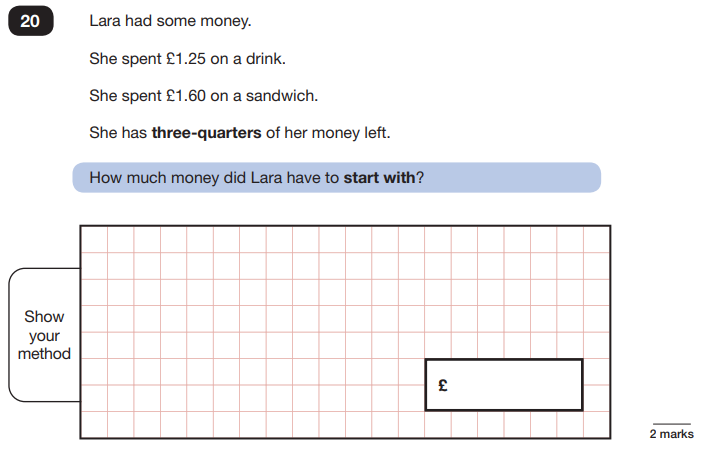 20 Lara had some money.
She spent £1.25 on a drink.
She spent £1.60 on a sandwich.
She has three-quarters of her money left.
How much money did Lara have to start with?
Show
your
method
£
2 marks